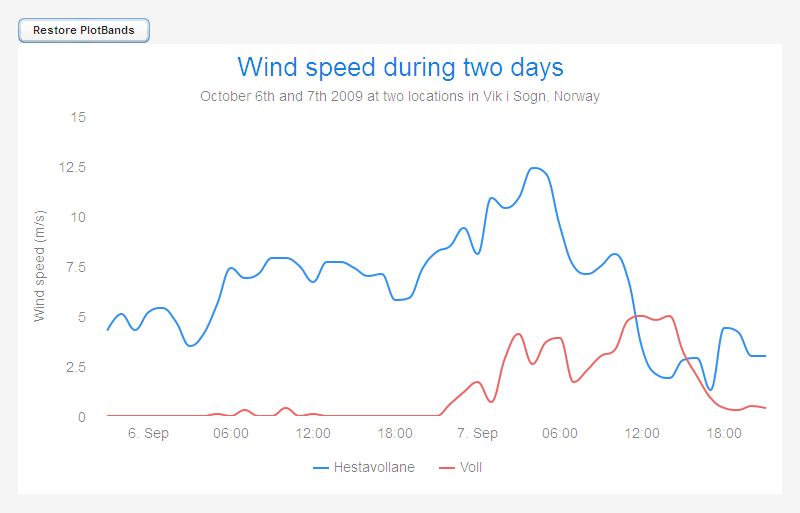 Restore PlotBands
Wind speed during two days
October 6th and 7th 2009 at two locations in Vik i Sogn, Norway
Wind speed (m/s)
15
12.5
10
7.5
5
2.5
0
6. Sep 06:00 12:00 18:00 7. Sep 06:00 12:00 18:00
Hestavollane Voll